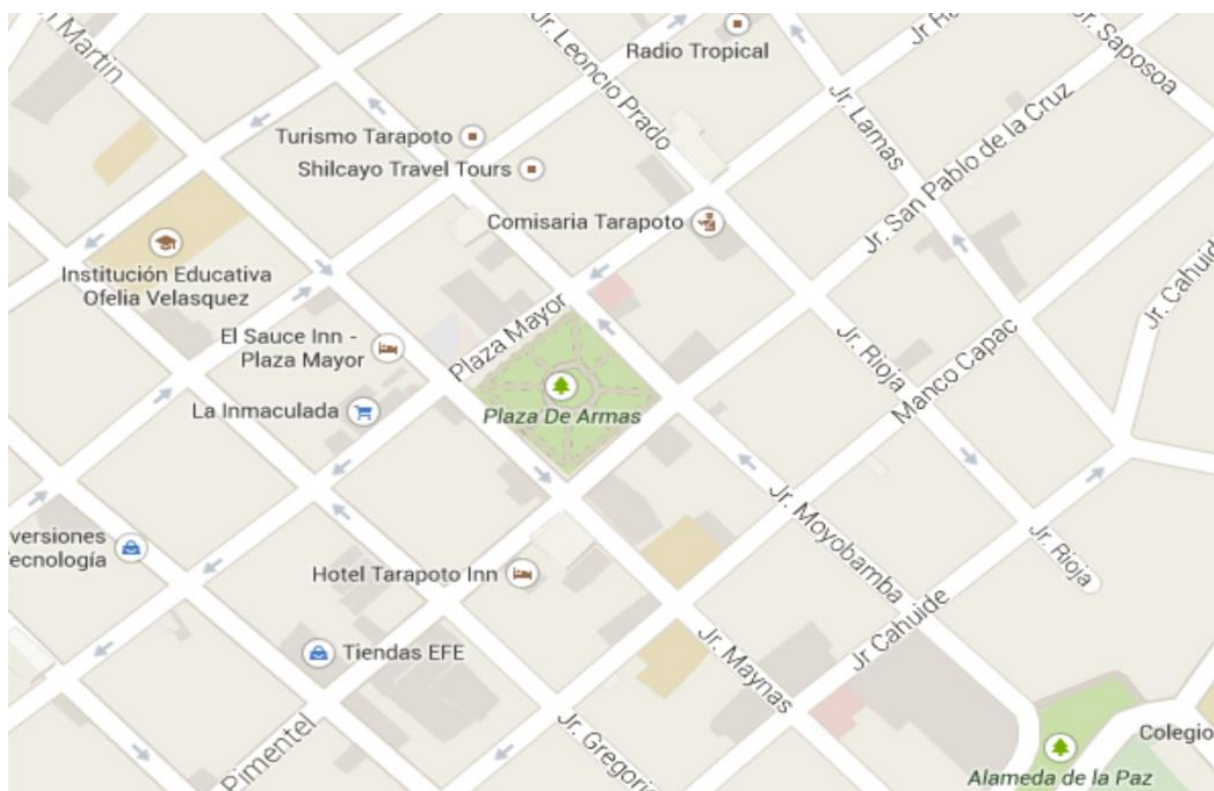 Martin
Jr. Leoncio Prado
Radio Tropical
Jr. Saposoa
Jr. Lamas
Turismo Tarapoto
Shilcayo Travel Tours
Jr. San Pablo de la Cruz
Comisaria Tarapoto
Institución Educativa
Ofelia Velasquez
Jr. Cahuid
Plaza Mayor
El Sauce Inn -
Plaza Mayor
Jr. Rioja
Manco Capac
La Inmaculada
Plaza De Armas
Jr. Moyobamba
versiones
ecnología
Jr. Rioja
Hotel Tarapoto Inn
Jr Cahuide
Tiendas EFE
Jr. Maynas
Pimentel
Jr. Gregorio
Colegio
Alameda de la Paz